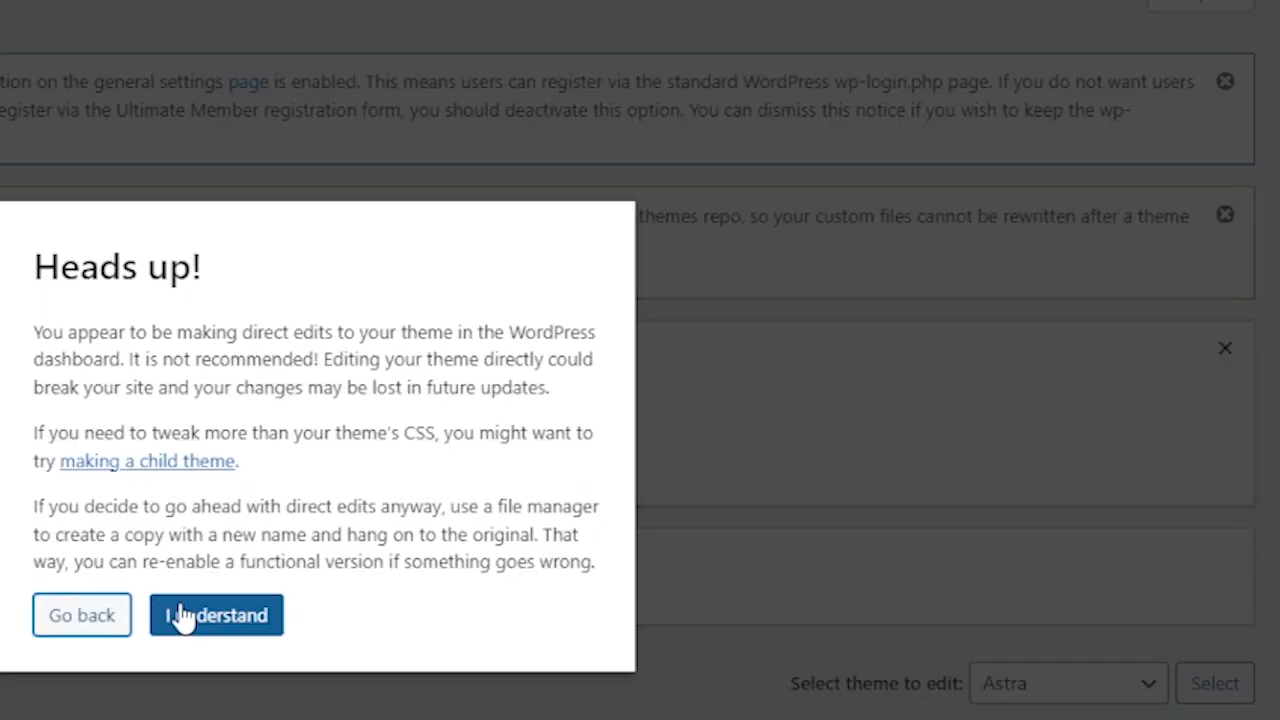 tion on the general settings page is enabled. This means users can register via the standard WordPress wp-login.php page. If you do not want users
egister via the Ultimate Member registration form, you should deactivate this option. You can dismiss this notice if you wish to keep the wp-
themes repo, so your custom files cannot be rewritten after a theme
Heads up!
You appear to be making direct edits to your theme in the WordPress
dashboard. It is not recommended! Editing your theme directly could
break your site and your changes may be lost in future updates.
If you need to tweak more than your theme's CSS, you might want to
try making a child theme.
If you decide to go ahead with direct edits anyway, use a file manager
to create a copy with a new name and hang on to the original. That
way, you can re-enable a functional version if something goes wrong.
Go back
I understand
Select theme to edit: Astra Select